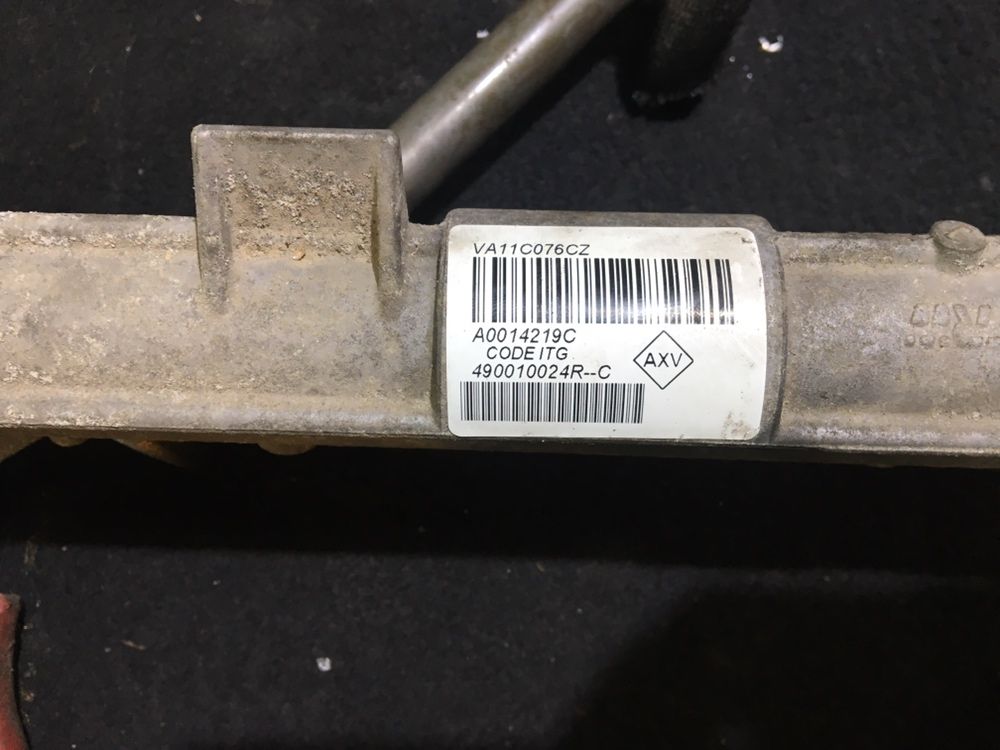 VA11C076CZ
A0014219C
CODE ITG
490010024R--C
AXV